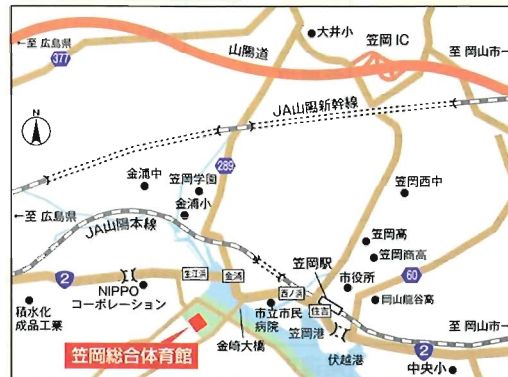 大井小
笠岡 IC
山陽道
←至 広島県
至 岡山市→
377
JA山陽新幹線
N
289
金浦中
笠岡学園
金浦小
笠岡西中
←至 広島県
JA山陽本線
笠岡高
笠岡商高
笠岡駅
60
2
生江浜
金浦
西ノ浜
市役所
住吉
岡山龍谷高
NIPPO
コーポレーション
積水化
成品工業
市立市民
病院
笠岡港
至 岡山市→
金崎大橋
伏越港
2
笠岡総合体育館
中央小